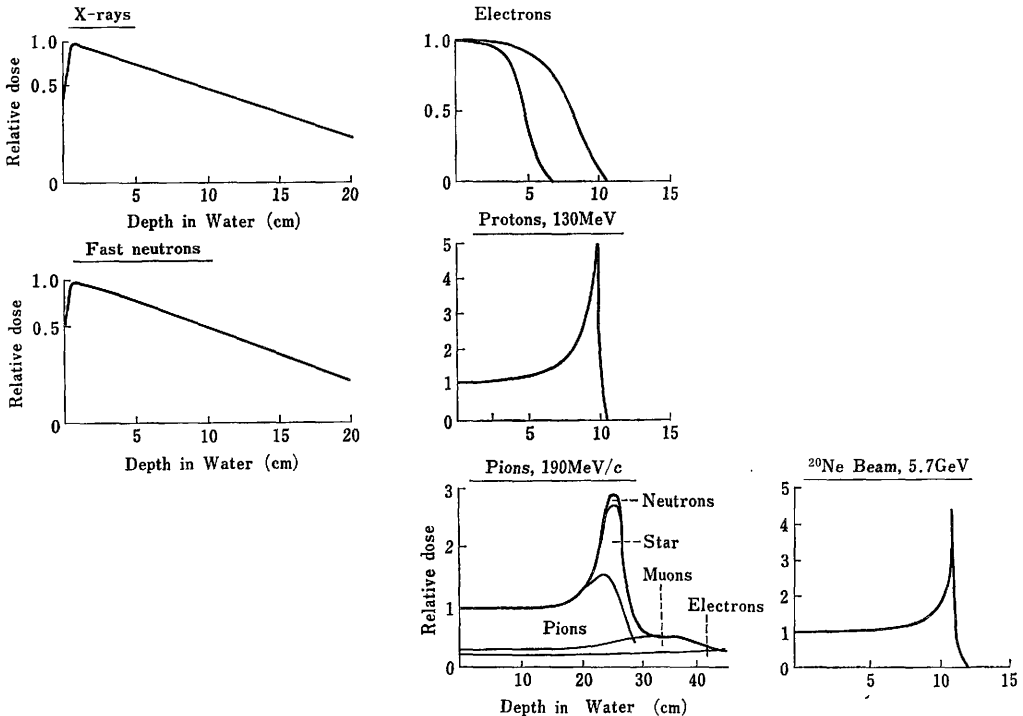 X-rays
Relative dose
1.0
0.5
0
5
10
15
20
Depth in Water (cm)
Electrons
1.0
0.5
0
5
10
15
Fast neutrons
Relative dose
1.0
0.5
0
5
10
15
20
Depth in Water (cm)
Protons, 130MeV
5
4
3
2
1
0
5
10
15
Pions, 190MeV/c
Relative dose
3
2
1
0
Neutrons
Star
Muons
Electrons
Pions
10
20
30
40
Depth in Water (cm)
²⁰Ne Beam, 5.7GeV
5
4
3
2
1
0
5
10
15